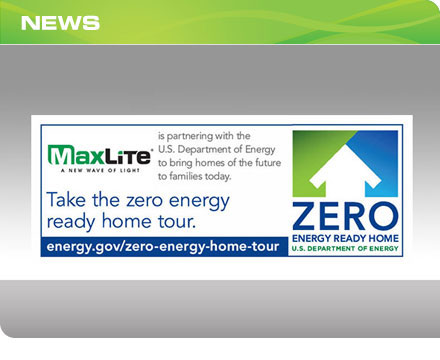 NEWS
is partnering with the
U.S. Department of Energy
to bring homes of the future
to families today.
MaxLite®
A NEW WAVE OF LIGHT
Take the zero energy
ready home tour.
energy.gov/zero-energy-home-tour
ZERO
ENERGY READY HOME
U.S. DEPARTMENT OF ENERGY